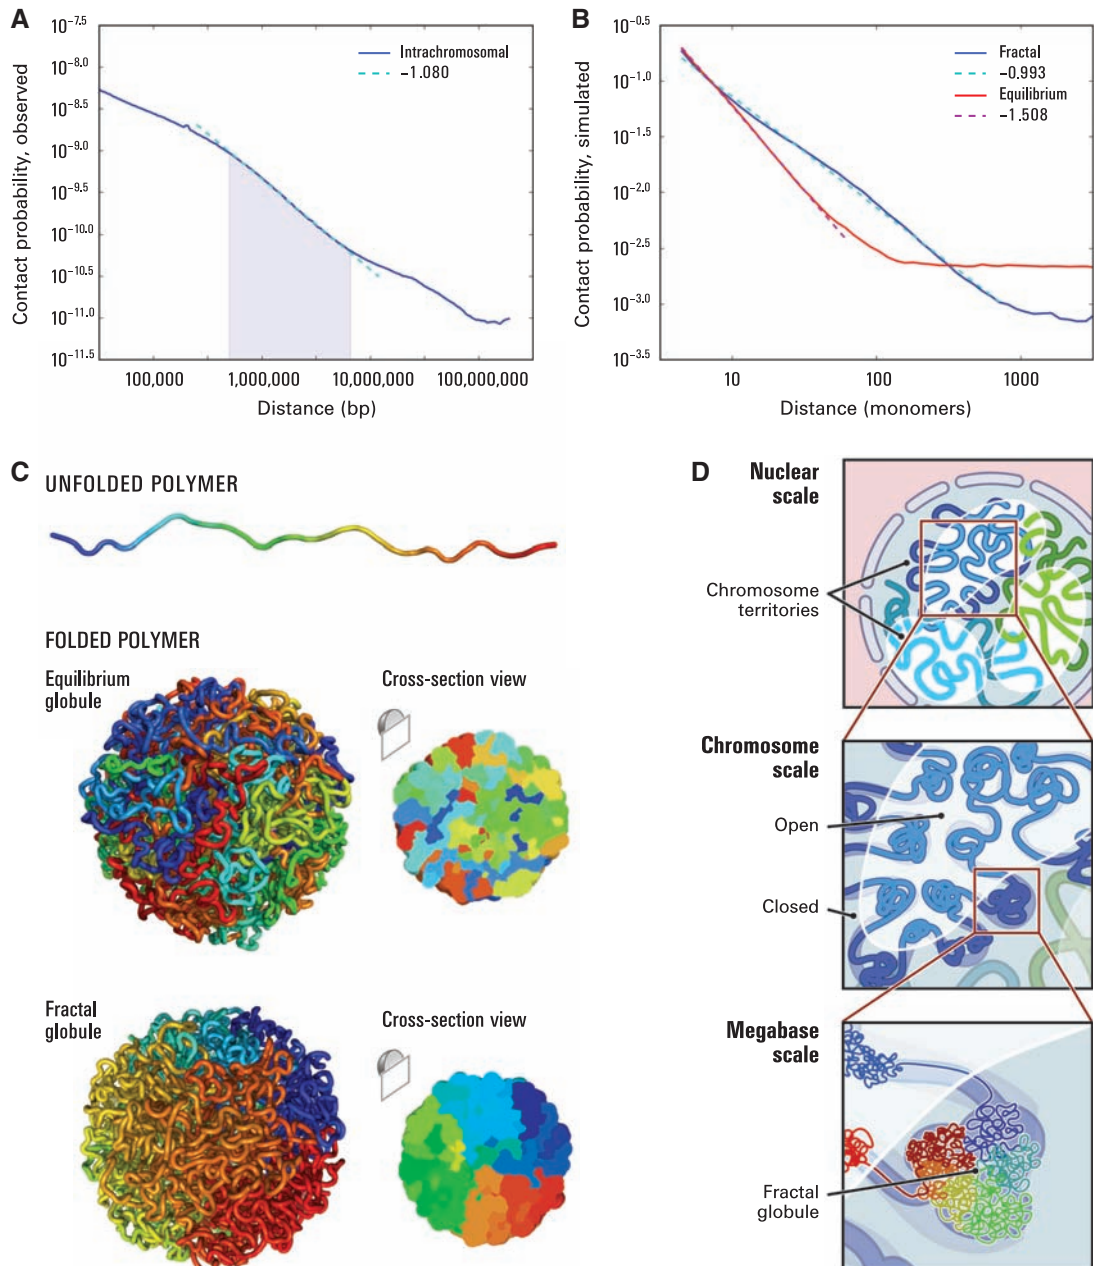 A
Contact probability, observed
10^−7.5
10^−8.0
10^−8.5
10^−9.0
10^−9.5
10^−10.0
10^−10.5
10^−11.0
10^−11.5
Intrachromosomal
−1.080
100,000
1,000,000
10,000,000
100,000,000
Distance (bp)
B
Contact probability, simulated
10^−0.5
10^−1.0
10^−1.5
10^−2.0
10^−2.5
10^−3.0
10^−3.5
Fractal
−0.993
Equilibrium
−1.508
10
100
1000
Distance (monomers)
C
UNFOLDED POLYMER
FOLDED POLYMER
Equilibrium
globule
Cross-section view
Fractal
globule
Cross-section view
D
Nuclear
scale
Chromosome
territories
Chromosome
scale
Open
Closed
Megabase
scale
Fractal
globule